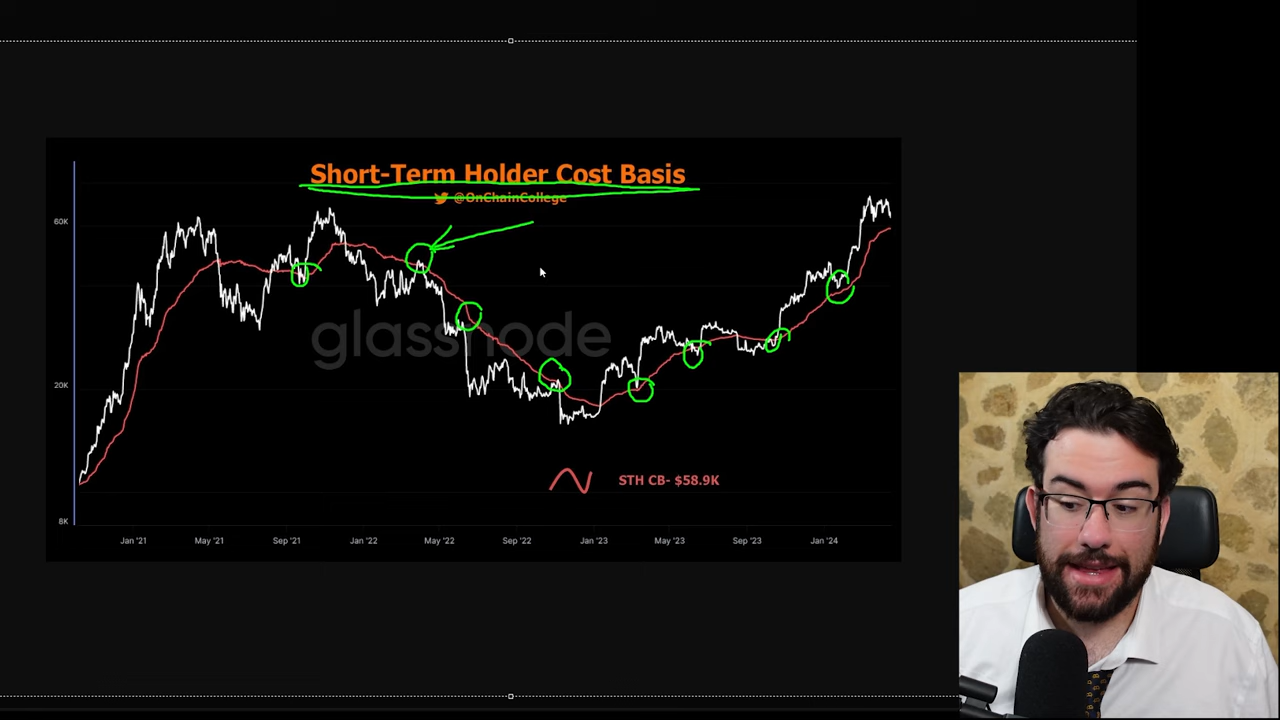 Short-Term Holder Cost Basis
@OnChainCollege
60K
glassnode
20K
STH CB- $58.9K
8K
Jan '21 May '21 Sep '21 Jan '22 May '22 Sep '22 Jan '23 May '23 Sep '23 Jan '24